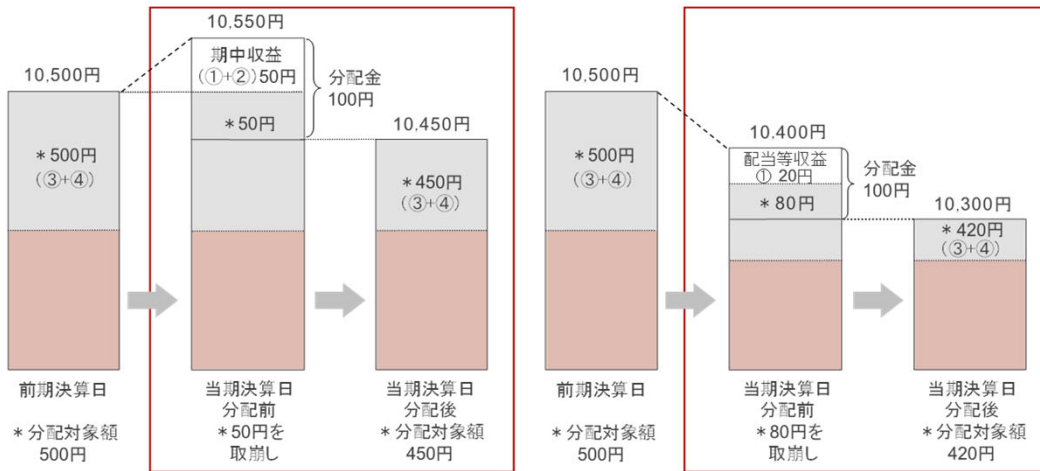 10,500円
＊500円
(③+④)
前期決算日
＊分配対象額
500円
10,550円
期中収益
(①+②)50円
＊50円
分配金
100円
当期決算日
分配前
＊50円を
取崩し
10,450円
＊450円
(③+④)
当期決算日
分配後
＊分配対象額
450円
10,500円
＊500円
(③+④)
前期決算日
＊分配対象額
500円
10,400円
配当等収益
① 20円
＊80円
分配金
100円
当期決算日
分配前
＊80円を
取崩し
10,300円
＊420円
(③+④)
当期決算日
分配後
＊分配対象額
420円